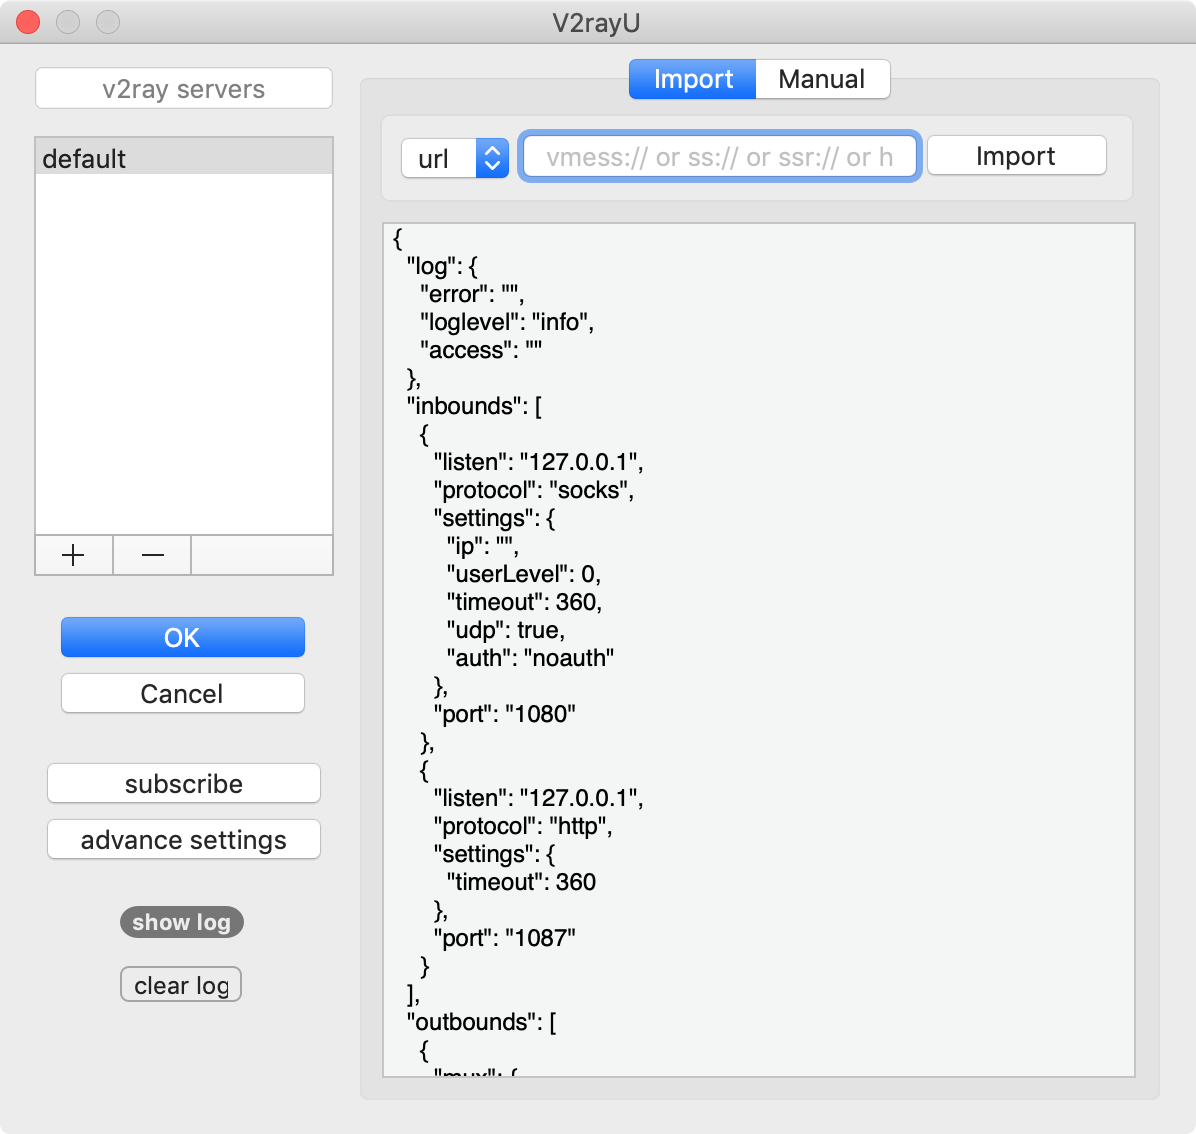 V2rayU
v2ray servers
default
OK
Cancel
subscribe
advance settings
show log
clear log
Import Manual
url vmess:// or ss:// or ssr:// or h Import
{
"log": {
"error": "",
"loglevel": "info",
"access": ""
},
"inbounds": [
{
"listen": "127.0.0.1",
"protocol": "socks",
"settings": {
"ip": "",
"userLevel": 0,
"timeout": 360,
"udp": true,
"auth": "noauth"
},
"port": "1080"
},
{
"listen": "127.0.0.1",
"protocol": "http",
"settings": {
"timeout": 360
},
"port": "1087"
}
],
"outbounds": [
{
"mux": {